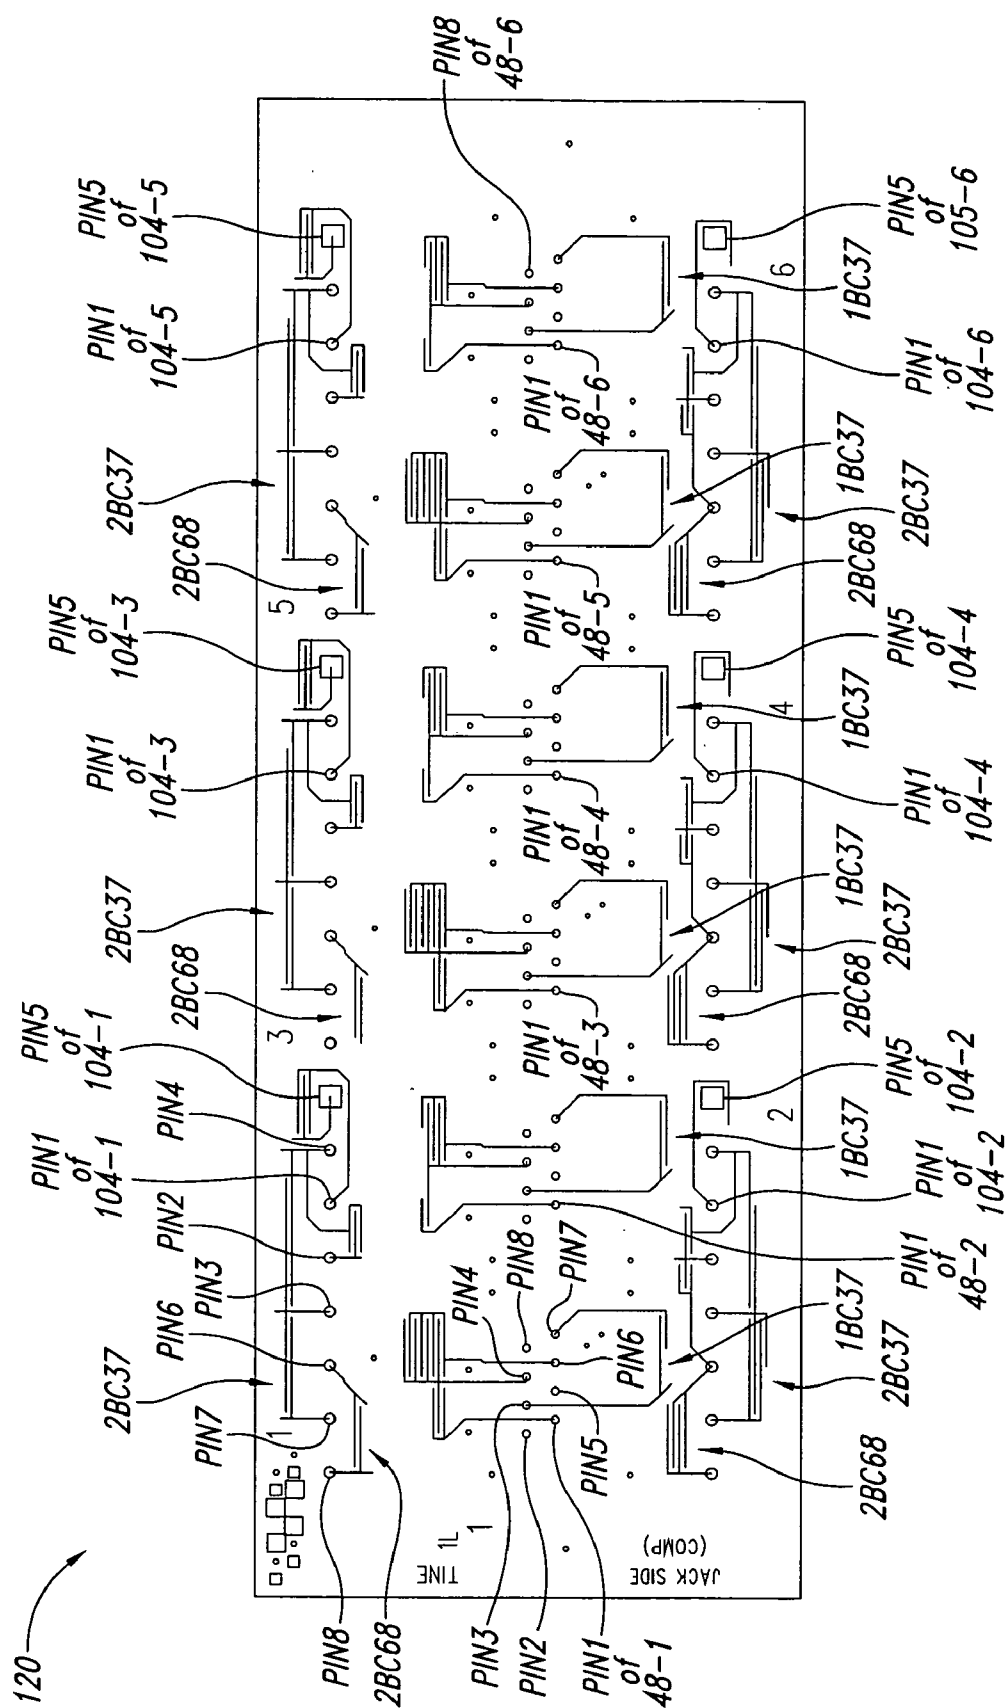 120
PIN8
2BC68
PIN7
2BC37
PIN6
PIN3
PIN2
PIN1
of
104-1
PIN4
PIN5
of
104-1
2BC68
2BC37
PIN1
of
104-3
PIN5
of
104-3
2BC68
2BC37
PIN1
of
104-5
PIN5
of
104-5
PIN8
of
48-6
1
3
5
TINE
1L
1
JACK SIDE
(COMP)
PIN3
PIN2
PIN1
of
48-1
PIN4
PIN8
PIN7
PIN6
PIN5
PIN1
of
48-3
PIN1
of
48-4
PIN1
of
48-5
PIN1
of
48-6
2
4
6
2BC68
2BC37
1BC37
PIN1
of
48-2
PIN1
of
104-2
1BC37
PIN5
of
104-2
2BC68
2BC37
1BC37
PIN1
of
104-4
1BC37
PIN5
of
104-4
2BC68
2BC37
1BC37
PIN1
of
104-6
1BC37
PIN5
of
105-6